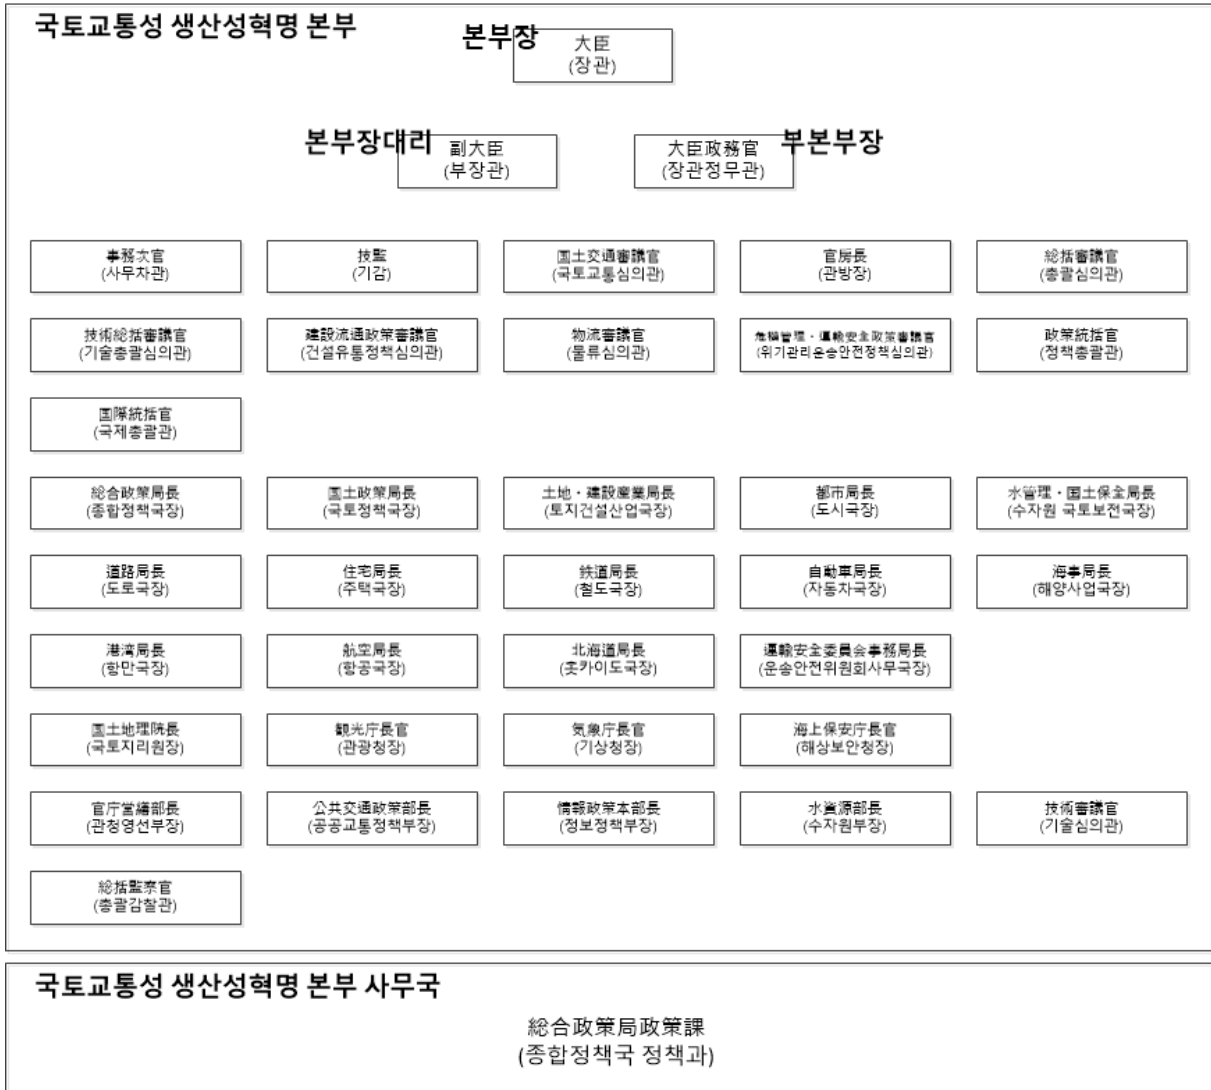 국토교통성 생산성혁명 본부
본부장
大臣
(장관)
본부장대리
副大臣
(부장관)
大臣政務官
(장관정무관)
부본부장
事務次官
(사무차관)
技監
(기감)
国土交通審議官
(국토교통심의관)
官房長
(관방장)
総括審議官
(총괄심의관)
技術総括審議官
(기술총괄심의관)
建設流通政策審議官
(건설유통정책심의관)
物流審議官
(물류심의관)
危機管理・運輸安全政策審議官
(위기관리운송안전정책심의관)
政策統括官
(정책총괄관)
国際統括官
(국제총괄관)
総合政策局長
(종합정책국장)
国土政策局長
(국토정책국장)
土地・建設産業局長
(토지건설산업국장)
都市局長
(도시국장)
水管理・国土保全局長
(수자원 국토보전국장)
道路局長
(도로국장)
住宅局長
(주택국장)
鉄道局長
(철도국장)
自動車局長
(자동차국장)
海事局長
(해양사업국장)
港湾局長
(항만국장)
航空局長
(항공국장)
北海道局長
(홋카이도국장)
運輸安全委員会事務局長
(운송안전위원회사무국장)
国土地理院長
(국토지리원장)
観光庁長官
(관광청장)
気象庁長官
(기상청장)
海上保安庁長官
(해상보안청장)
官庁営繕部長
(관청영선부장)
公共交通政策部長
(공공교통정책부장)
情報政策本部長
(정보정책부장)
水資源部長
(수자원부장)
技術審議官
(기술심의관)
総括監察官
(총괄감찰관)
국토교통성 생산성혁명 본부 사무국
総合政策局政策課
(종합정책국 정책과)